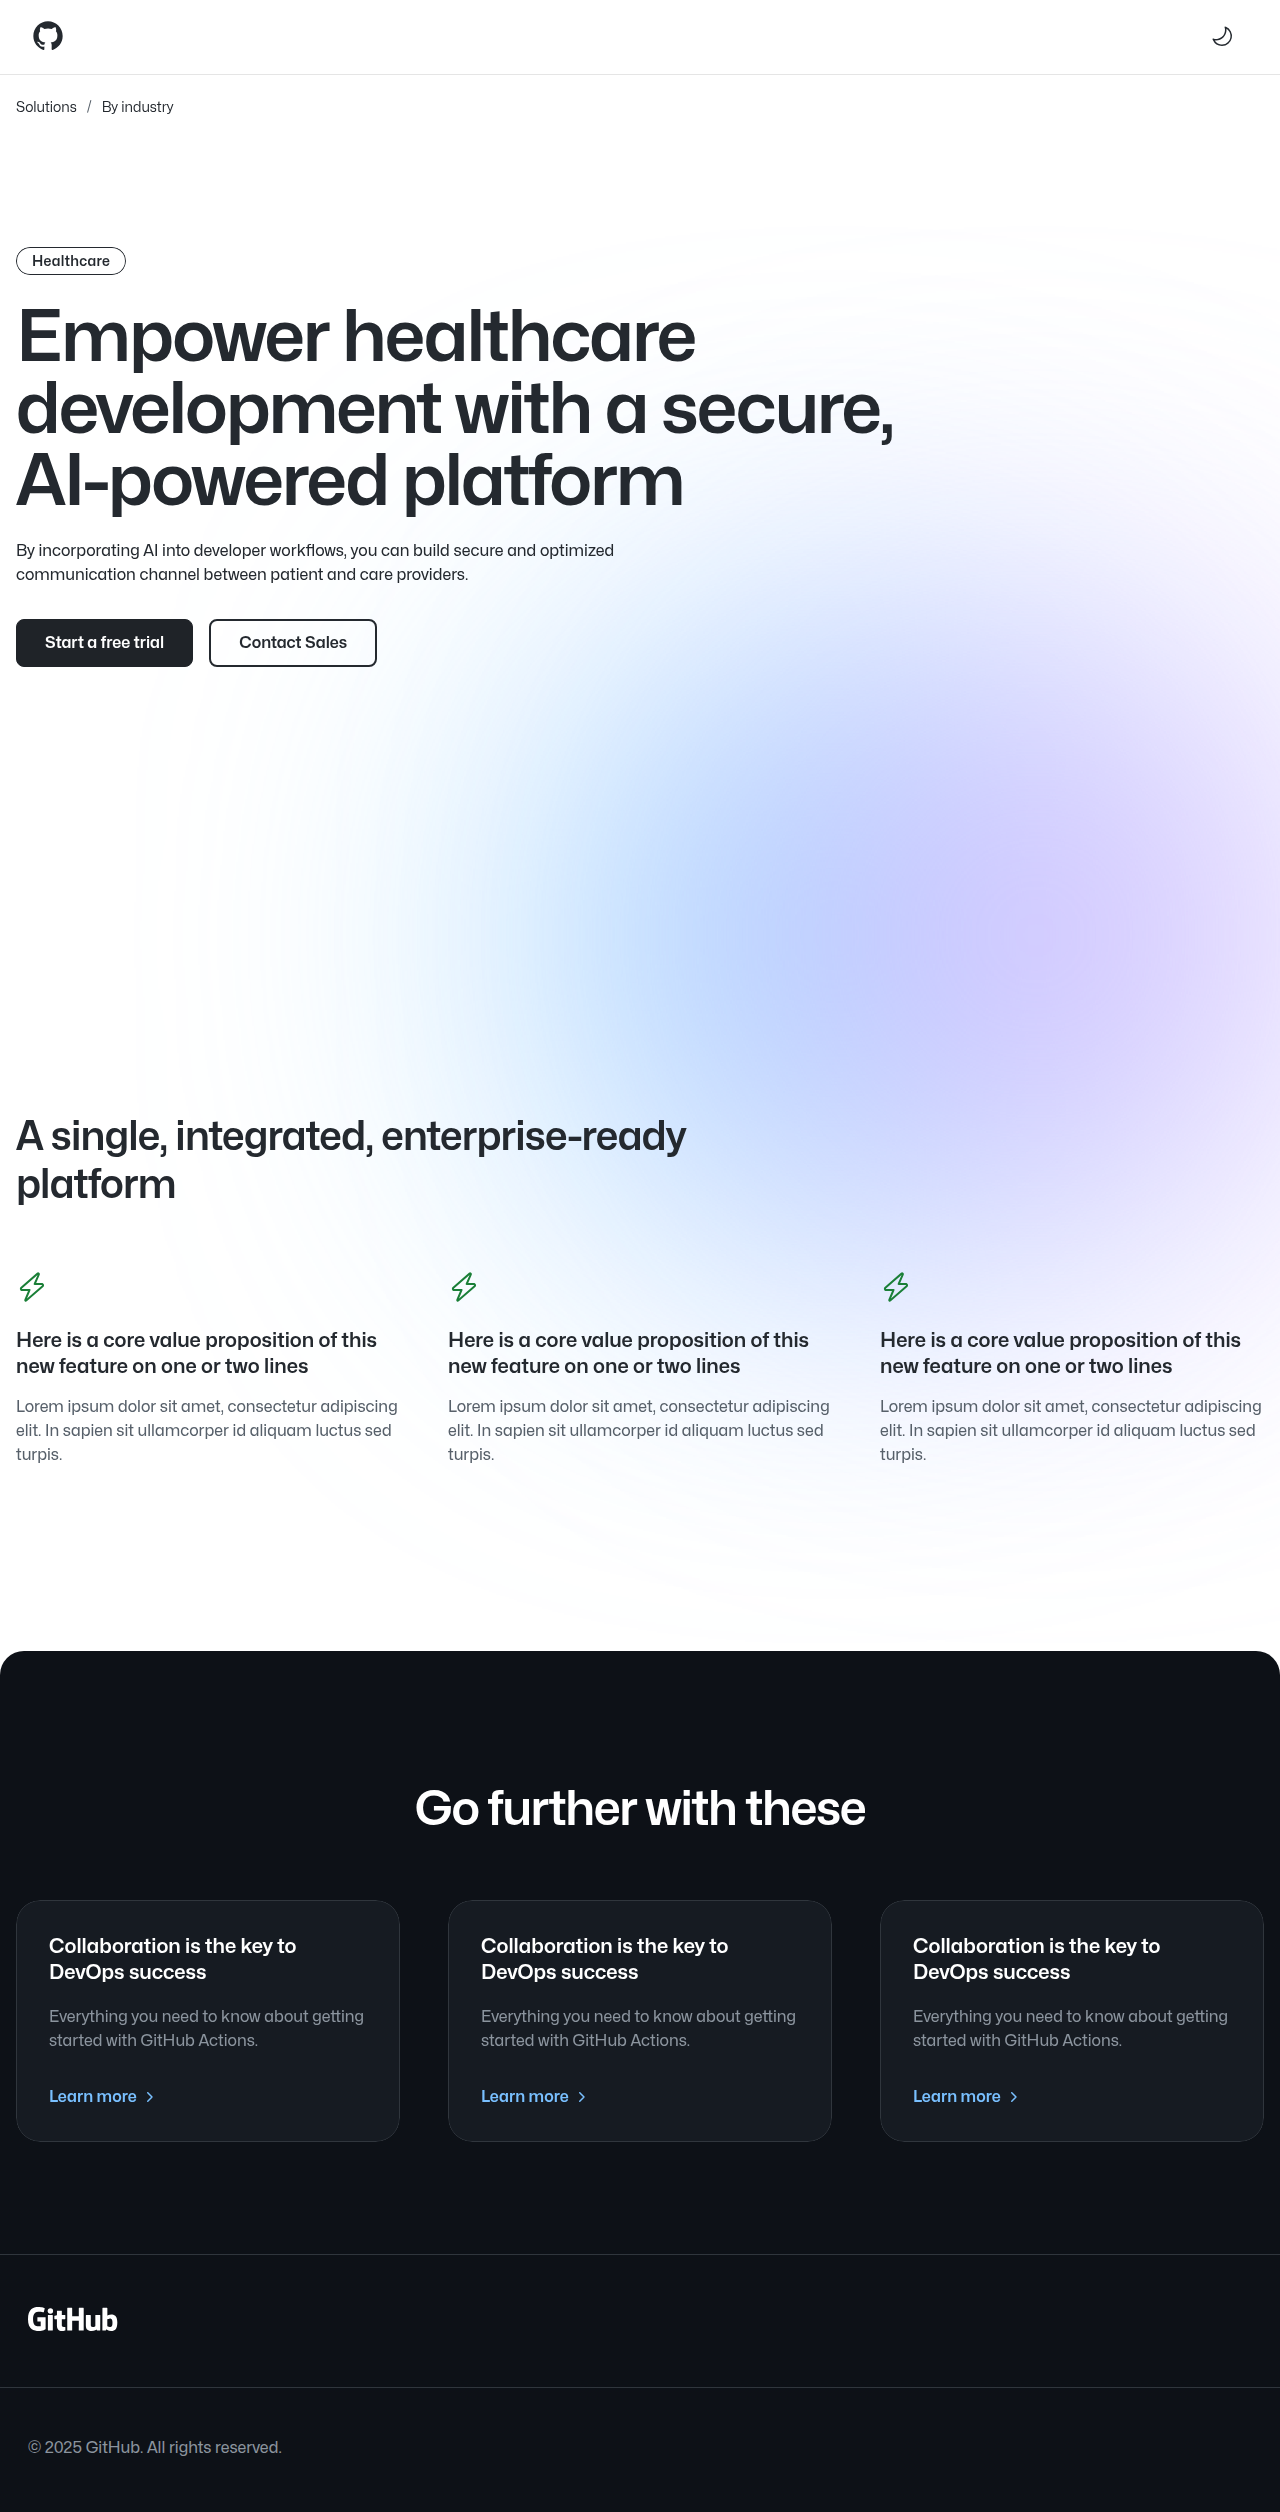 Solutions / By industry
Healthcare
Empower healthcare
development with a secure,
AI-powered platform
By incorporating AI into developer workflows, you can build secure and optimized
communication channel between patient and care providers.
Start a free trial
Contact Sales
A single, integrated, enterprise-ready
platform
Here is a core value proposition of this
new feature on one or two lines
Lorem ipsum dolor sit amet, consectetur adipiscing
elit. In sapien sit ullamcorper id aliquam luctus sed
turpis.
Here is a core value proposition of this
new feature on one or two lines
Lorem ipsum dolor sit amet, consectetur adipiscing
elit. In sapien sit ullamcorper id aliquam luctus sed
turpis.
Here is a core value proposition of this
new feature on one or two lines
Lorem ipsum dolor sit amet, consectetur adipiscing
elit. In sapien sit ullamcorper id aliquam luctus sed
turpis.
Go further with these
Collaboration is the key to
DevOps success
Everything you need to know about getting
started with GitHub Actions.
Learn more
Collaboration is the key to
DevOps success
Everything you need to know about getting
started with GitHub Actions.
Learn more
Collaboration is the key to
DevOps success
Everything you need to know about getting
started with GitHub Actions.
Learn more
GitHub
© 2025 GitHub. All rights reserved.